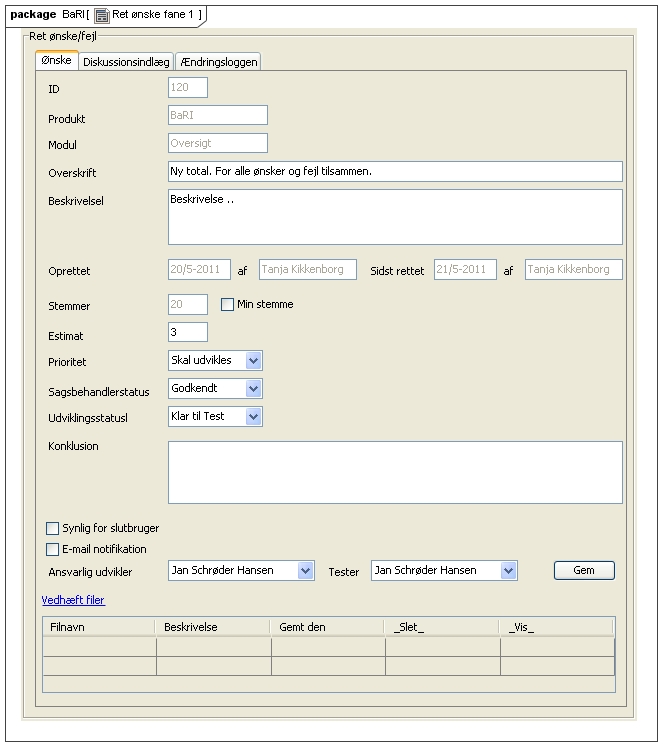 package BaRI [ Ret ønske fane 1 ]
Ret ønske/fejl
Ønske Diskussionsindlæg Ændringsloggen
ID 120
Produkt BaRI
Modul Oversigt
Overskrift Ny total. For alle ønsker og fejl tilsammen.
Beskrivelsel Beskrivelse ..
Oprettet 20/5-2011 af Tanja Kikkenborg Sidst rettet 21/5-2011 af Tanja Kikkenborg
Stemmer 20 Min stemme
Estimat 3
Prioritet Skal udvikles
Sagsbehandlerstatus Godkendt
Udviklingsstatusl Klar til Test
Konklusion
Synlig for slutbruger
E-mail notifikation
Ansvarlig udvikler Jan Schrøder Hansen Tester Jan Schrøder Hansen Gem
Vedhæft filer
Filnavn Beskrivelse Gemt den _Slet_ _Vis_